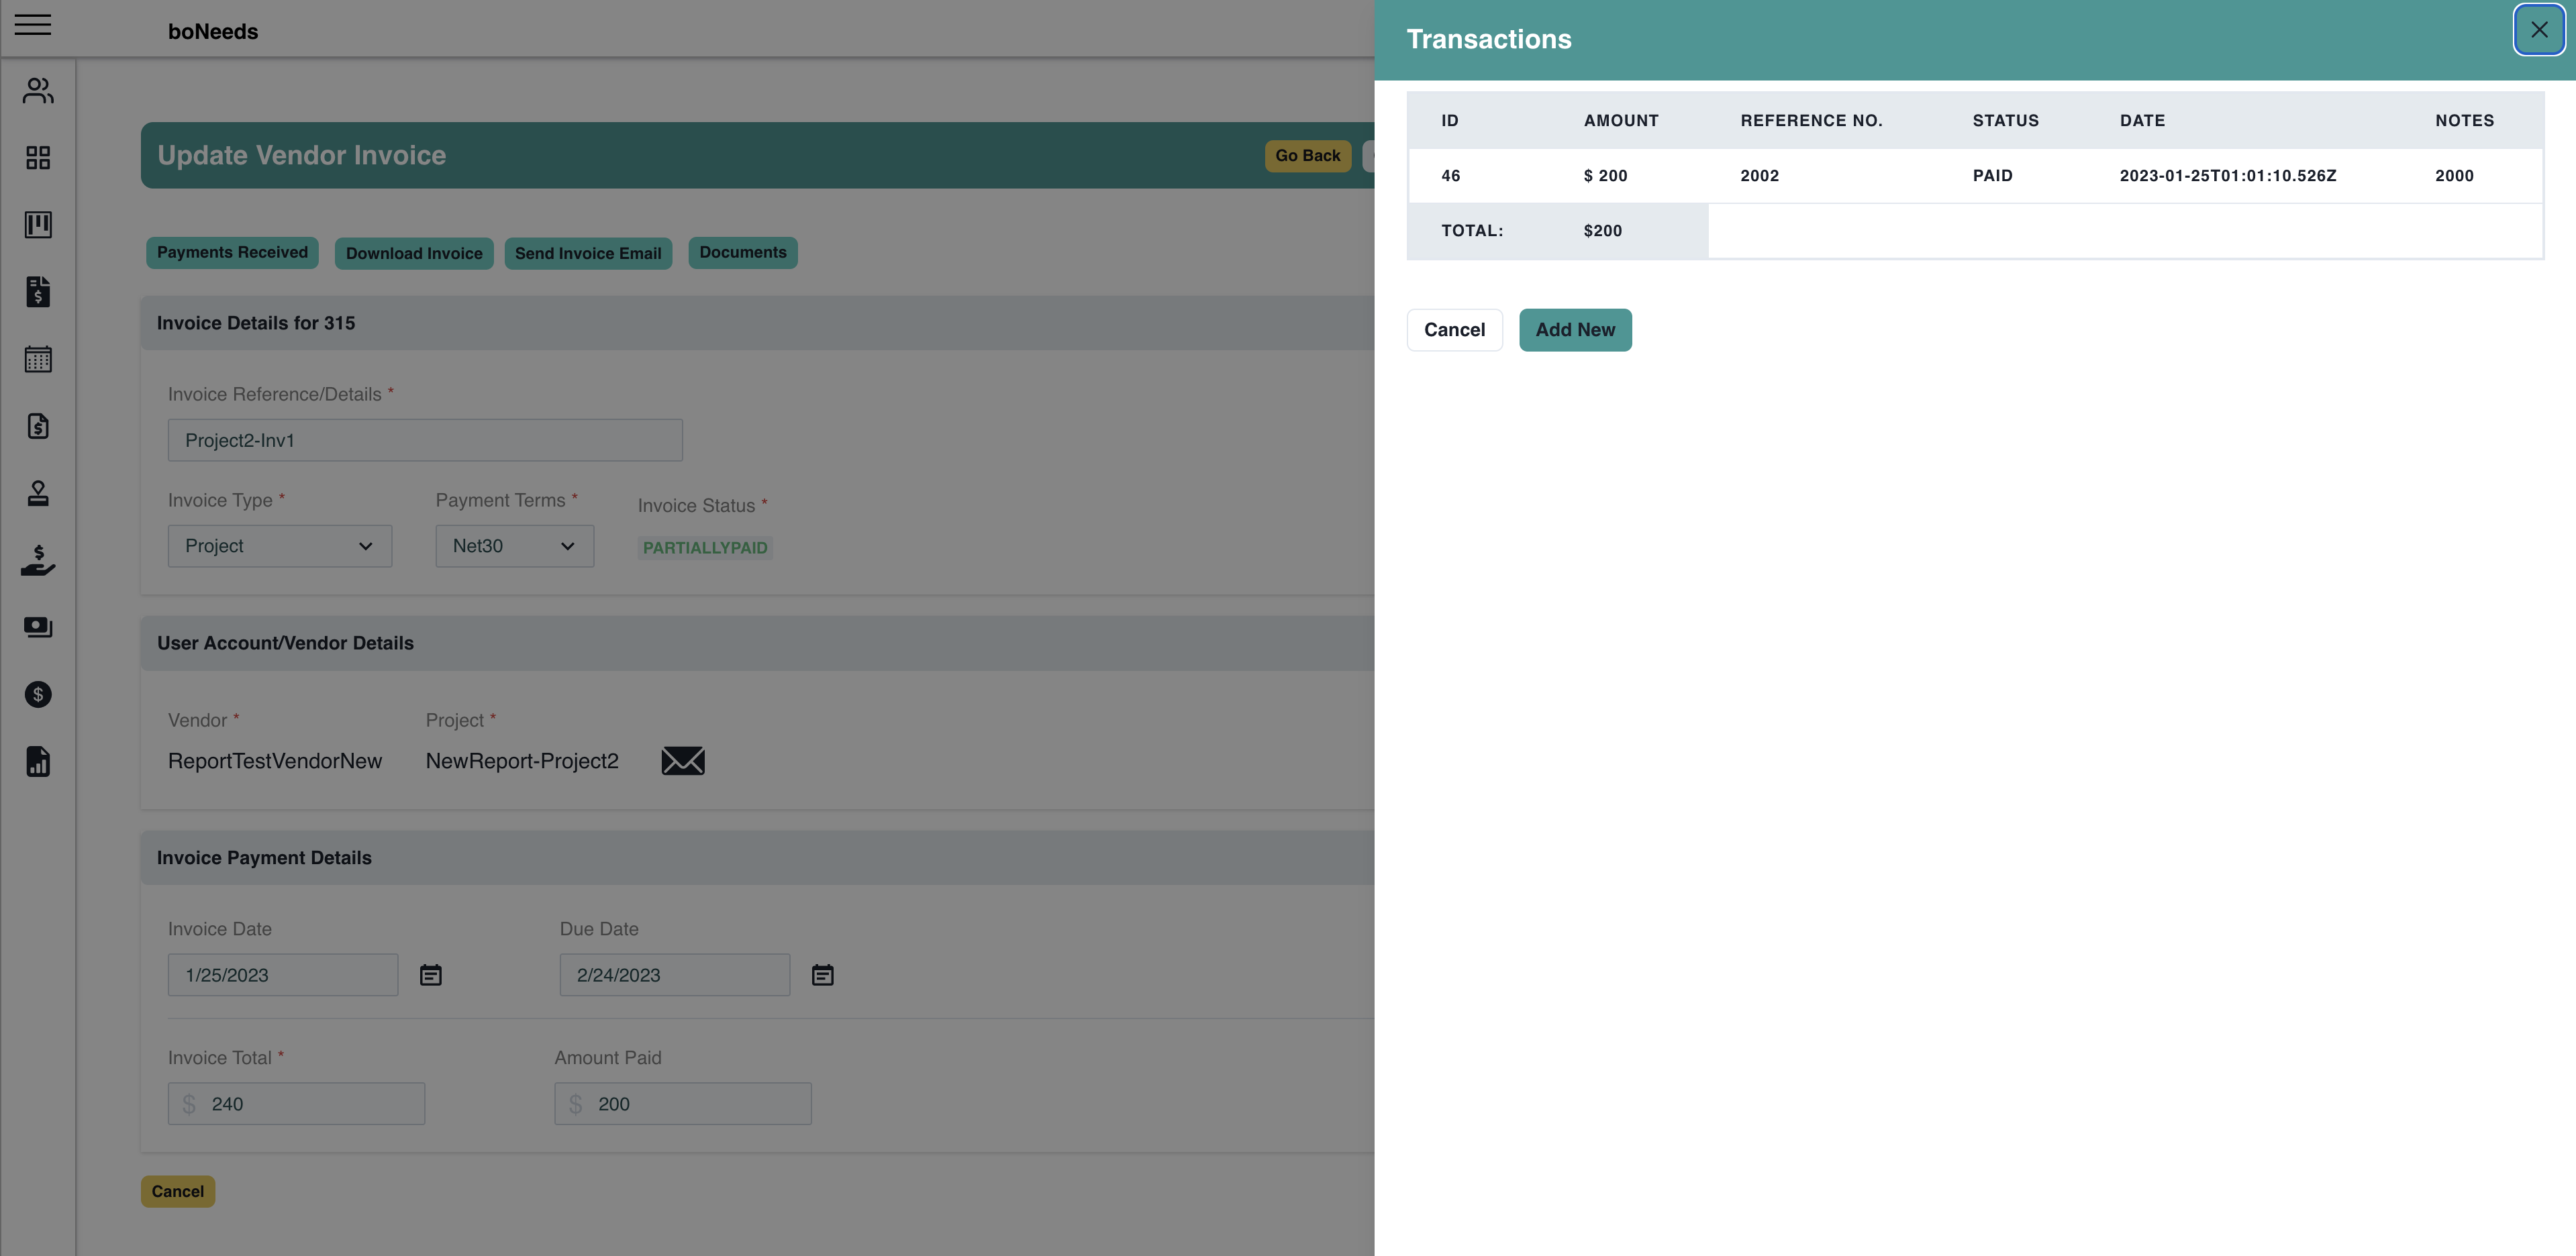 boNeeds
Update Vendor Invoice
Go Back
Payments Received
Download Invoice
Send Invoice Email
Documents
Invoice Details for 315
Invoice Reference/Details *
Project2-Inv1
Invoice Type * Payment Terms * Invoice Status *
Project Net30 PARTIALLYPAID
User Account/Vendor Details
Vendor * Project *
ReportTestVendorNew NewReport-Project2
Invoice Payment Details
Invoice Date Due Date
1/25/2023 2/24/2023
Invoice Total * Amount Paid
$ 240 $ 200
Cancel
Transactions
ID AMOUNT REFERENCE NO. STATUS DATE NOTES
46 $ 200 2002 PAID 2023-01-25T01:01:10.526Z 2000
TOTAL: $200
Cancel Add New